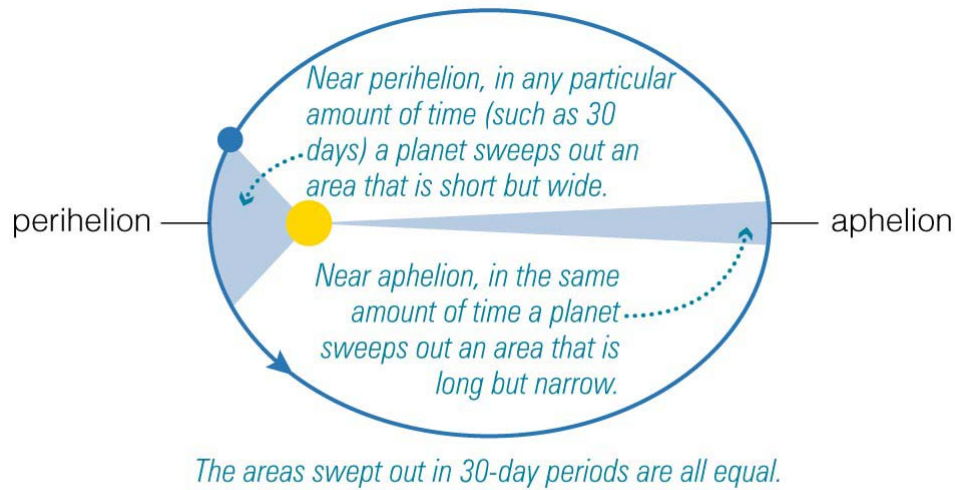 Near perihelion, in any particular
amount of time (such as 30
days) a planet sweeps out an
area that is short but wide.
perihelion
aphelion
Near aphelion, in the same
amount of time a planet
sweeps out an area that is
long but narrow.
The areas swept out in 30-day periods are all equal.